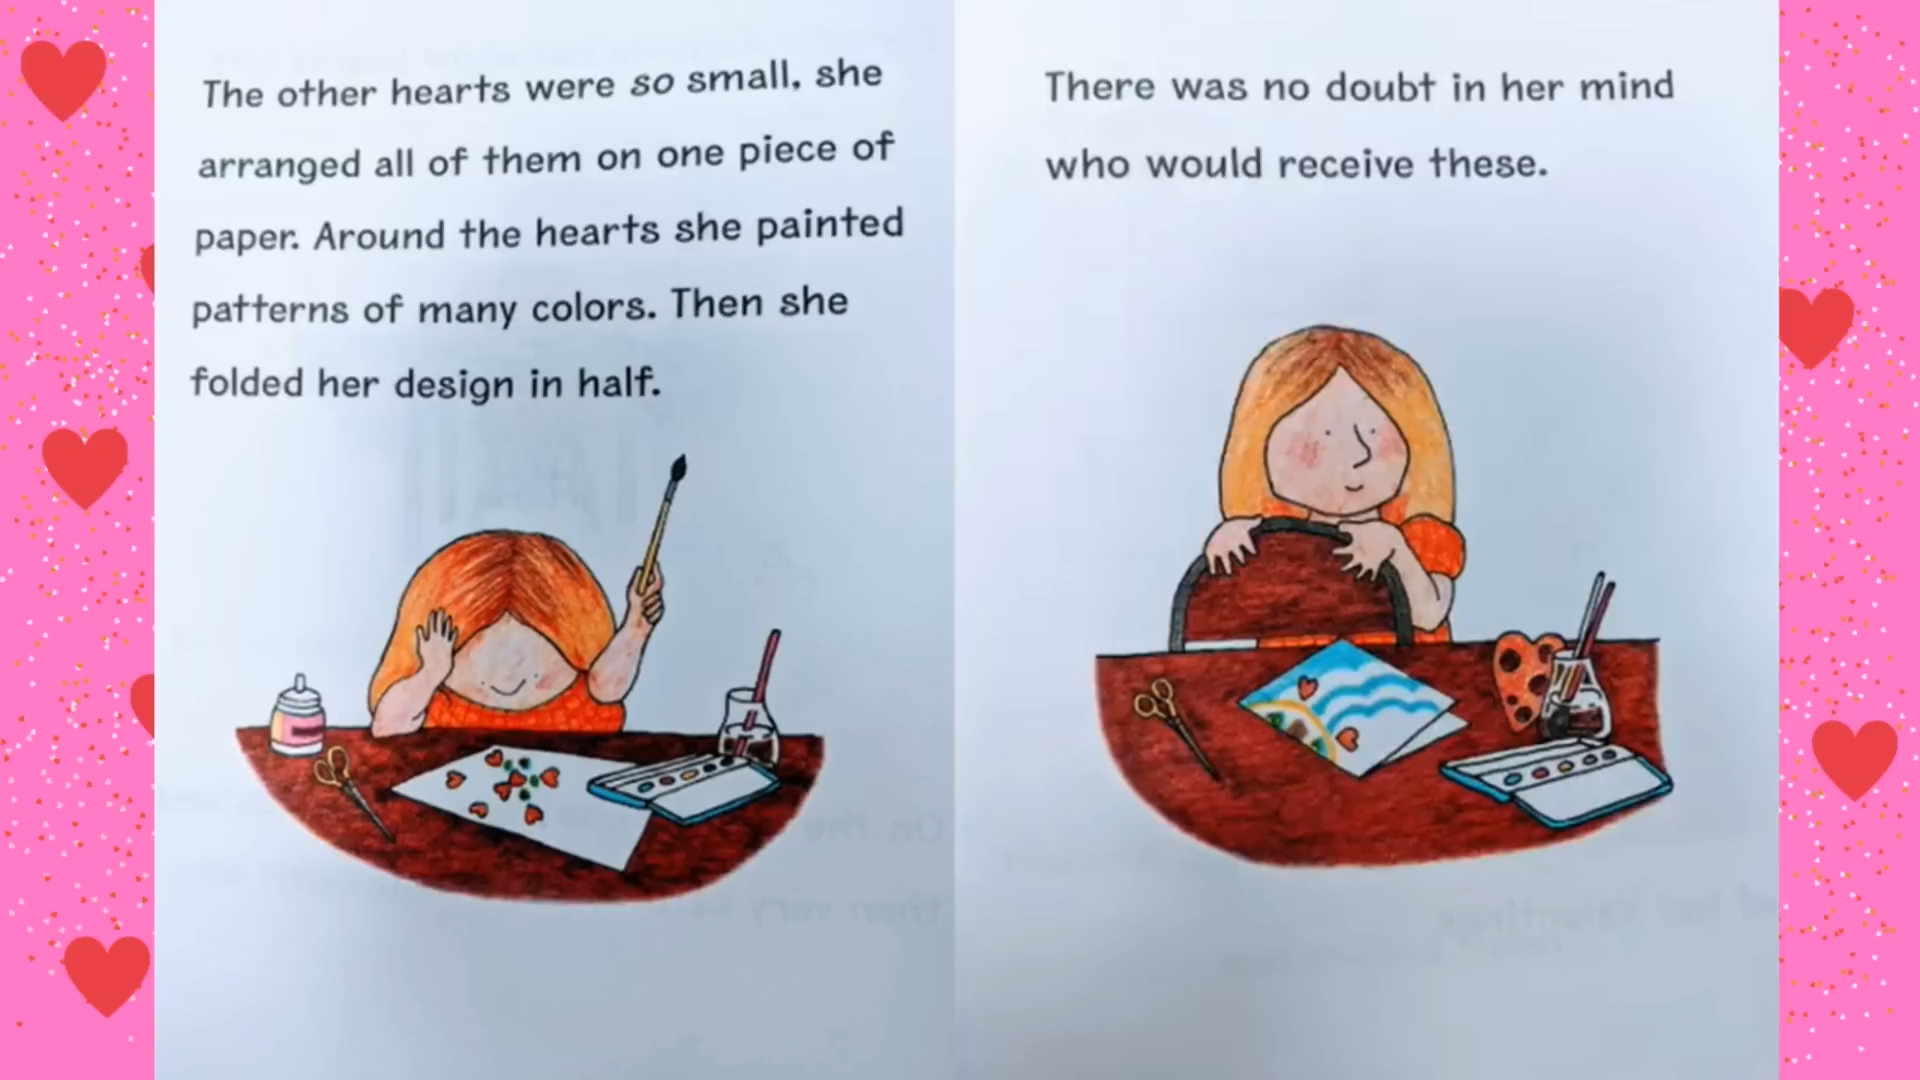 The other hearts were so small, she
arranged all of them on one piece of
paper. Around the hearts she painted
patterns of many colors. Then she
folded her design in half.
There was no doubt in her mind
who would receive these.